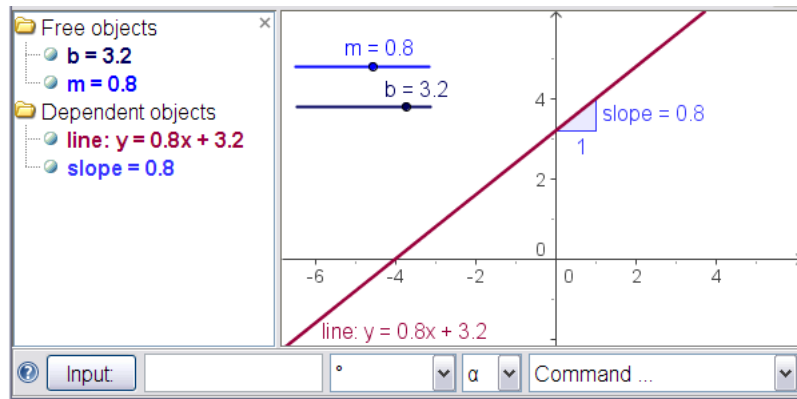 Free objects
b = 3.2
m = 0.8
Dependent objects
line: y = 0.8x + 3.2
slope = 0.8
m = 0.8
b = 3.2
4
slope = 0.8
1
2
0
-6 -4 -2 0 2 4
line: y = 0.8x + 3.2
Input: ° α Command ...